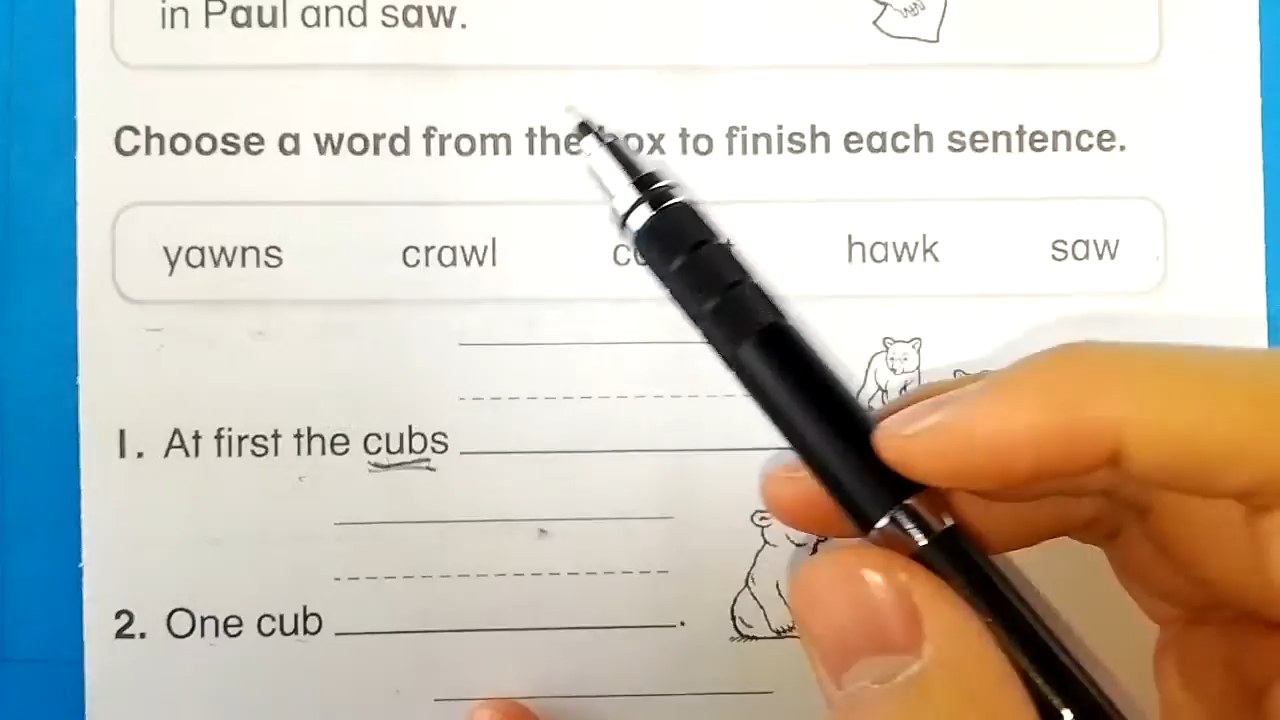 in Paul and saw.
Choose a word from the box to finish each sentence.
yawns crawl hawk saw
1. At first the cubs
2. One cub .